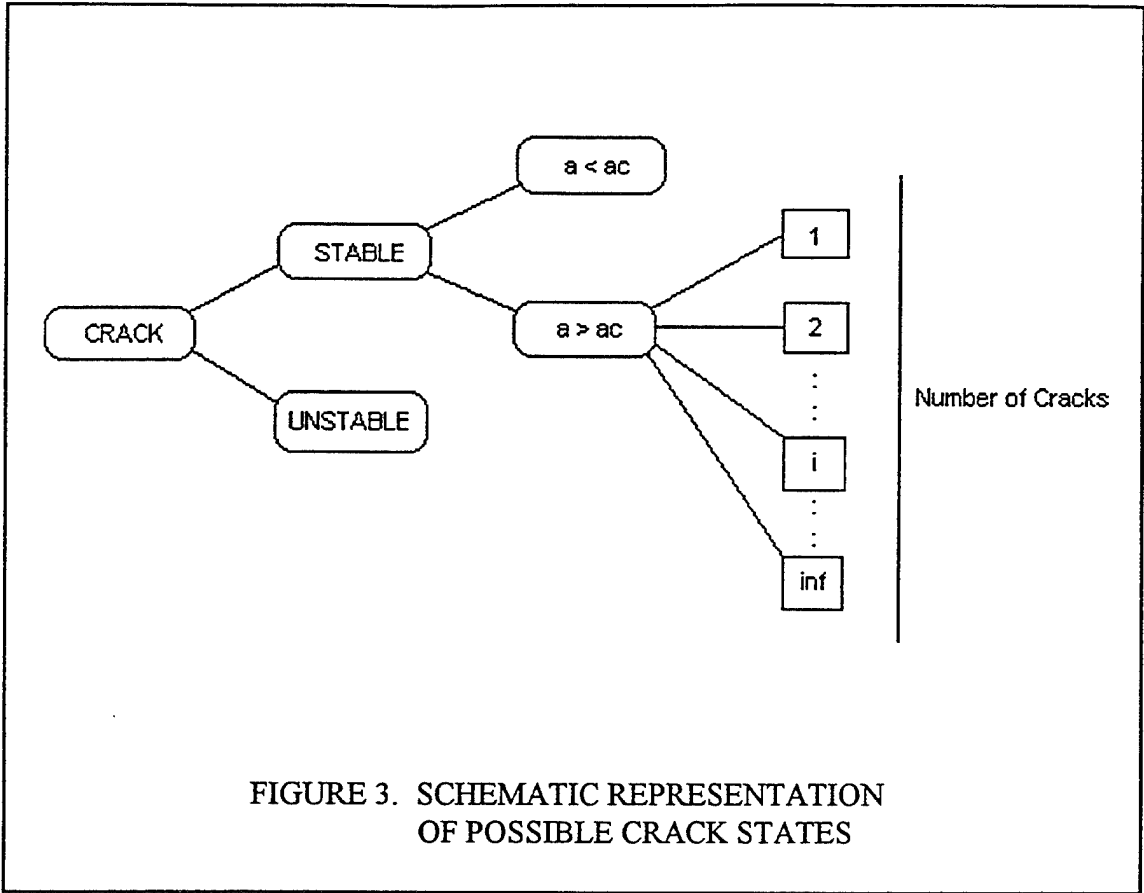 a < ac
STABLE
1
CRACK
a > ac
2
UNSTABLE
Number of Cracks
i
inf
FIGURE 3. SCHEMATIC REPRESENTATION
OF POSSIBLE CRACK STATES